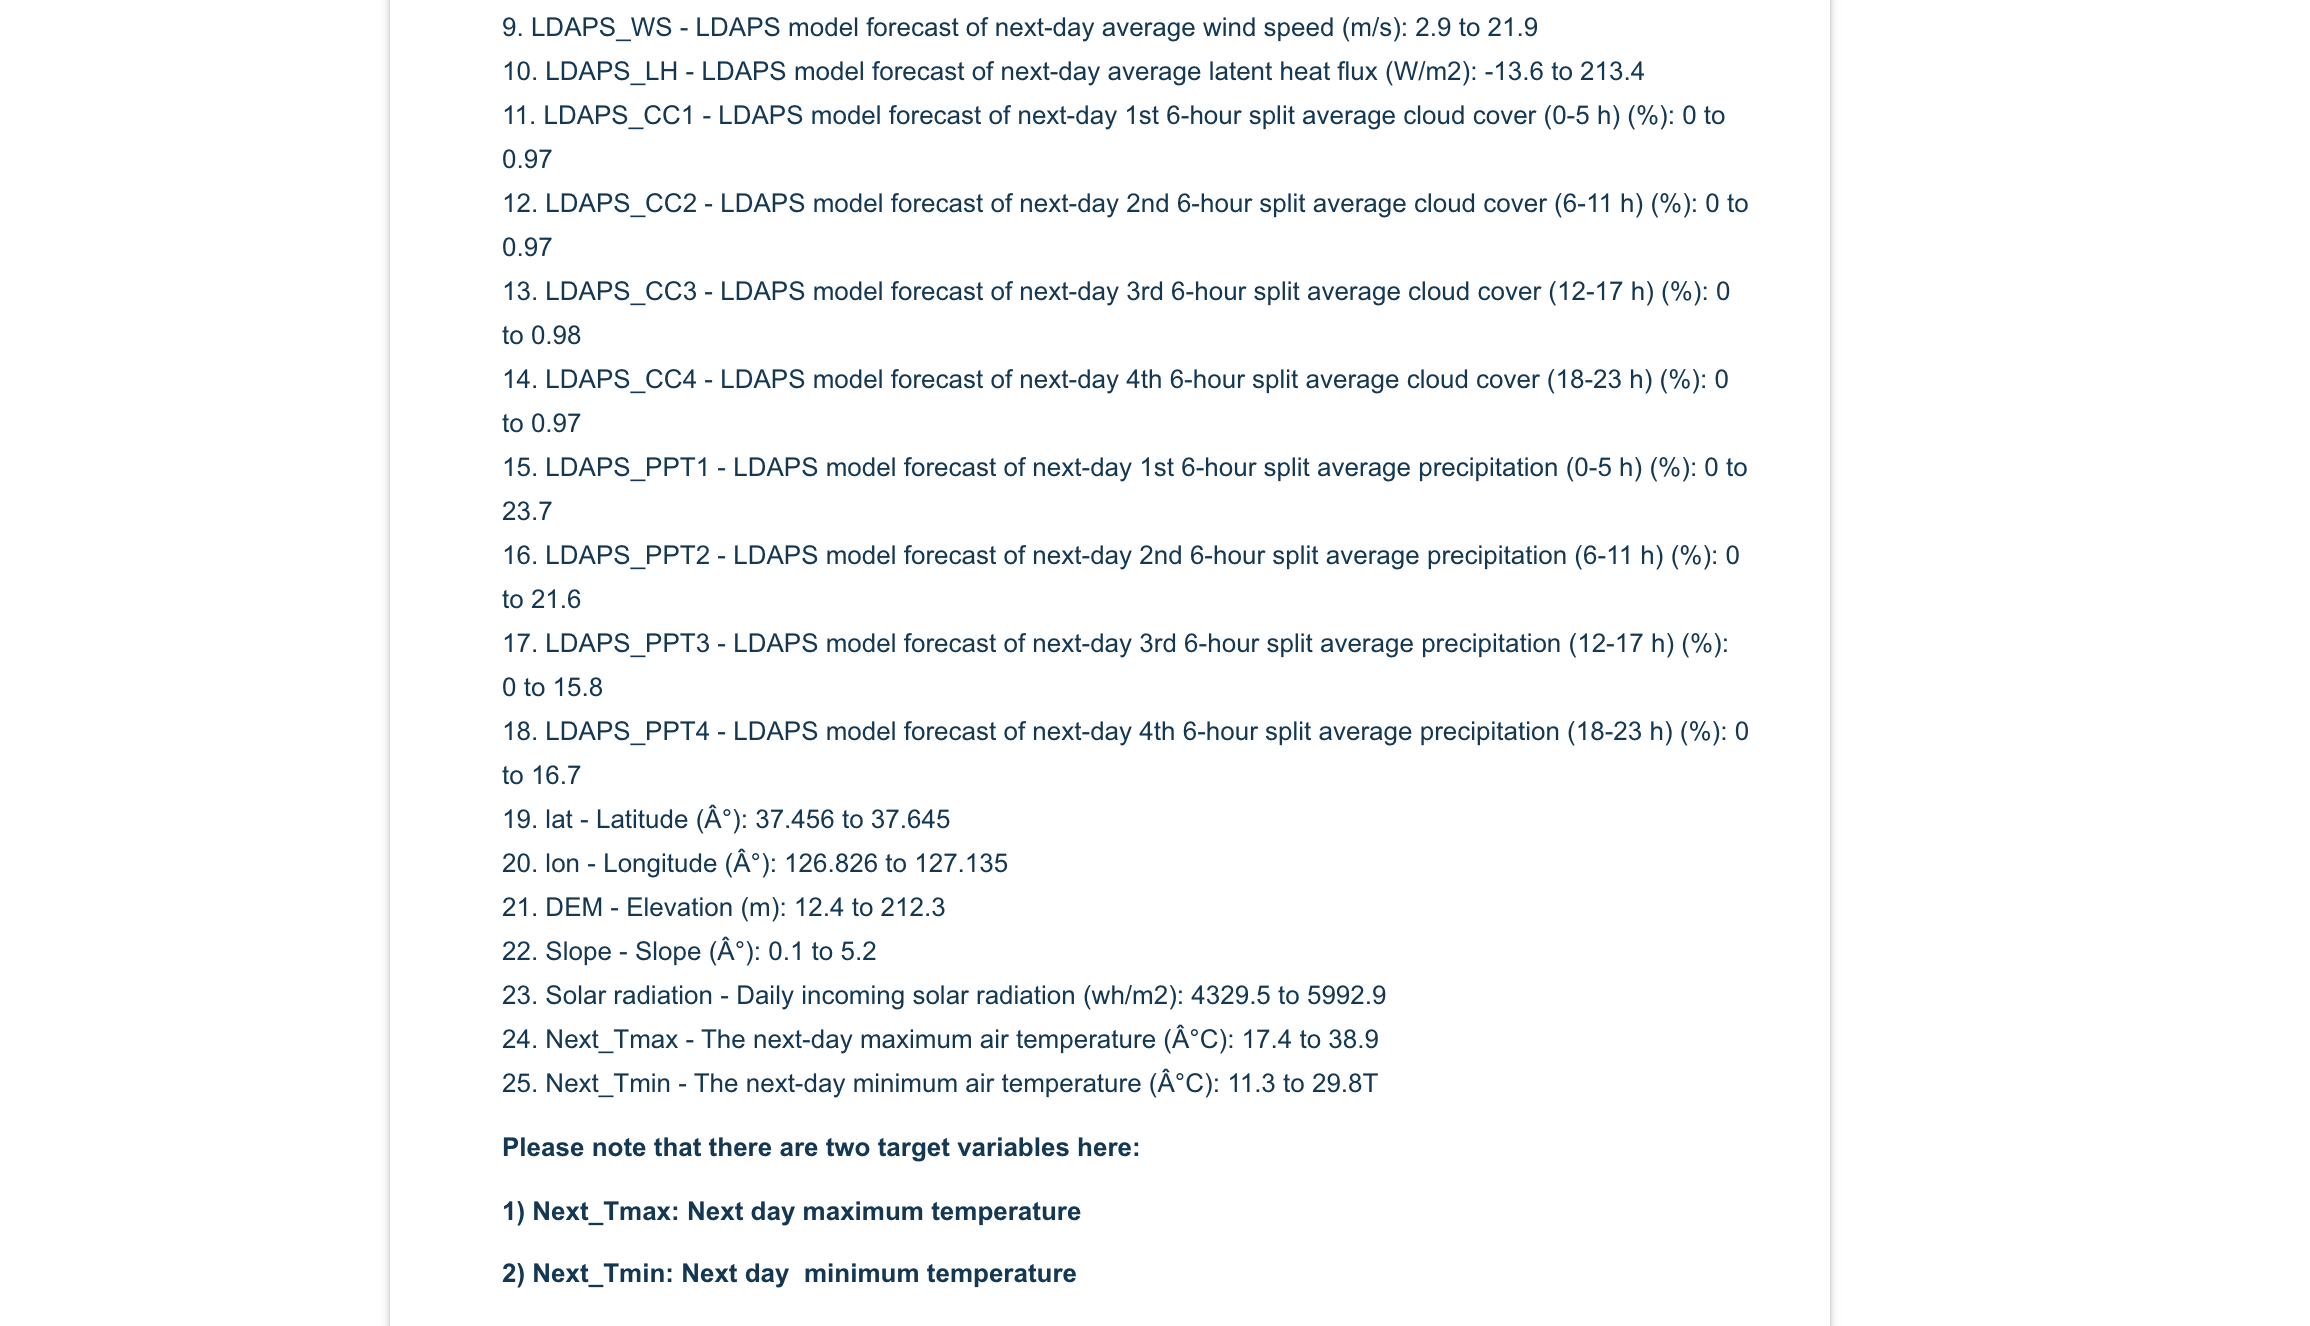 9. LDAPS_WS - LDAPS model forecast of next-day average wind speed (m/s): 2.9 to 21.9
10. LDAPS_LH - LDAPS model forecast of next-day average latent heat flux (W/m2): -13.6 to 213.4
11. LDAPS_CC1 - LDAPS model forecast of next-day 1st 6-hour split average cloud cover (0-5 h) (%): 0 to
0.97
12. LDAPS_CC2 - LDAPS model forecast of next-day 2nd 6-hour split average cloud cover (6-11 h) (%): 0 to
0.97
13. LDAPS_CC3 - LDAPS model forecast of next-day 3rd 6-hour split average cloud cover (12-17 h) (%): 0
to 0.98
14. LDAPS_CC4 - LDAPS model forecast of next-day 4th 6-hour split average cloud cover (18-23 h) (%): 0
to 0.97
15. LDAPS_PPT1 - LDAPS model forecast of next-day 1st 6-hour split average precipitation (0-5 h) (%): 0 to
23.7
16. LDAPS_PPT2 - LDAPS model forecast of next-day 2nd 6-hour split average precipitation (6-11 h) (%): 0
to 21.6
17. LDAPS_PPT3 - LDAPS model forecast of next-day 3rd 6-hour split average precipitation (12-17 h) (%):
0 to 15.8
18. LDAPS_PPT4 - LDAPS model forecast of next-day 4th 6-hour split average precipitation (18-23 h) (%): 0
to 16.7
19. lat - Latitude (Â°): 37.456 to 37.645
20. lon - Longitude (Â°): 126.826 to 127.135
21. DEM - Elevation (m): 12.4 to 212.3
22. Slope - Slope (Â°): 0.1 to 5.2
23. Solar radiation - Daily incoming solar radiation (wh/m2): 4329.5 to 5992.9
24. Next_Tmax - The next-day maximum air temperature (Â°C): 17.4 to 38.9
25. Next_Tmin - The next-day minimum air temperature (Â°C): 11.3 to 29.8T
Please note that there are two target variables here:
1) Next_Tmax: Next day maximum temperature
2) Next_Tmin: Next day  minimum temperature